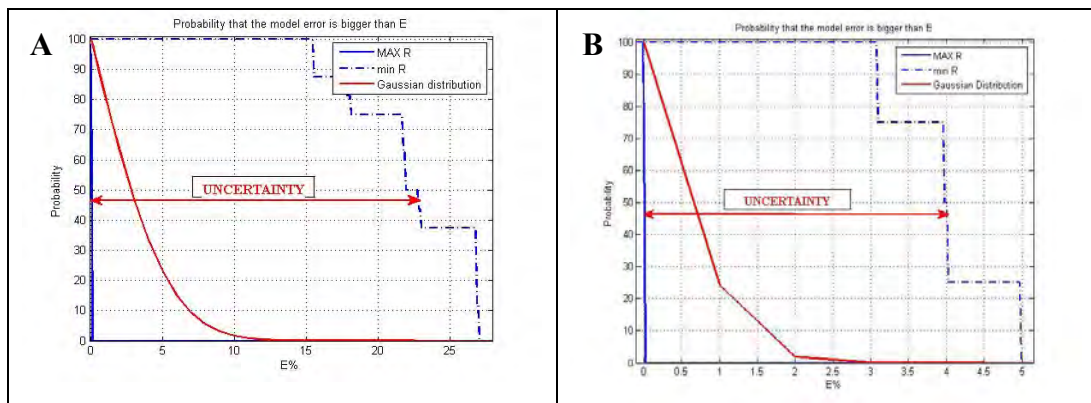 A
Probability that the model error is bigger than E
MAX R
min R
Gaussian distribution
100
90
80
70
60
50
40
30
20
10
0
Probability
UNCERTAINTY
0 5 10 15 20 25
E%
B
Probability that the model error is bigger than E
MAX R
min R
Gaussian Distribution
100
90
80
70
60
50
40
30
20
10
0
Probability
UNCERTAINTY
0 0.5 1 1.5 2 2.5 3 3.5 4 4.5 5
E%